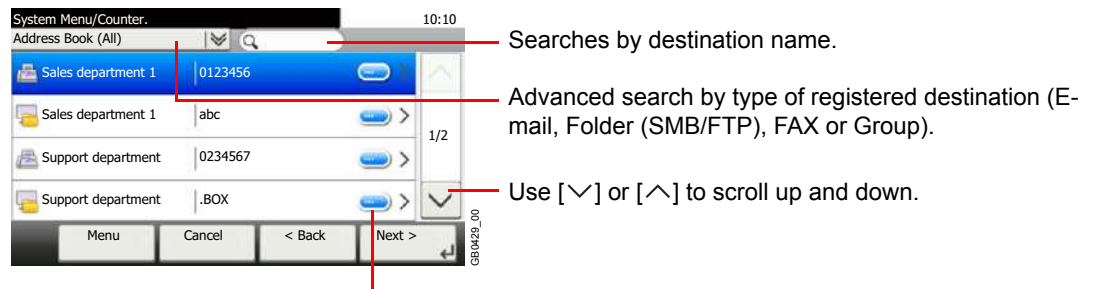 System Menu/Counter. 10:10
Address Book (All)
Searches by destination name.
Sales department 1 0123456
Advanced search by type of registered destination (E-
mail, Folder (SMB/FTP), FAX or Group).
Sales department 1 abc
1/2
Support department 0234567
Use [∨] or [∧] to scroll up and down.
Support department .BOX
Menu Cancel < Back Next >
GB0429_00